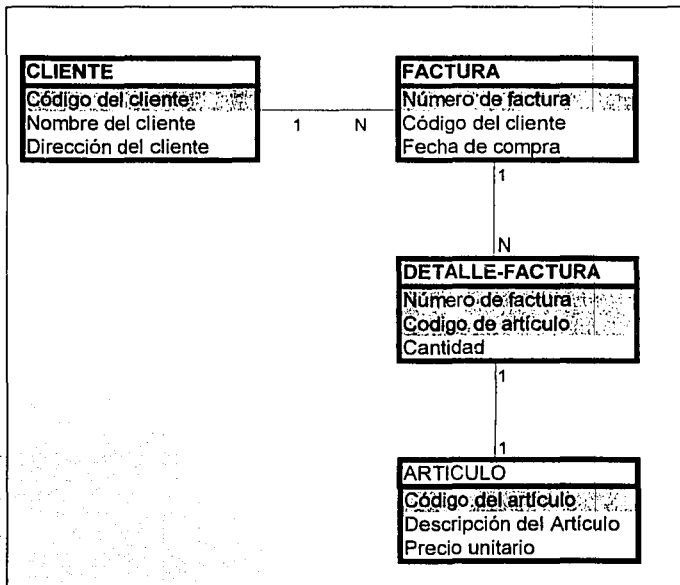 CLIENTE
Código del cliente
Nombre del cliente
Dirección del cliente
1 N
FACTURA
Número de factura
Código del cliente
Fecha de compra
1
N
DETALLE-FACTURA
Número de factura
Codigo de artículo
Cantidad
1
1
ARTICULO
Código del artículo
Descripción del Artículo
Precio unitario